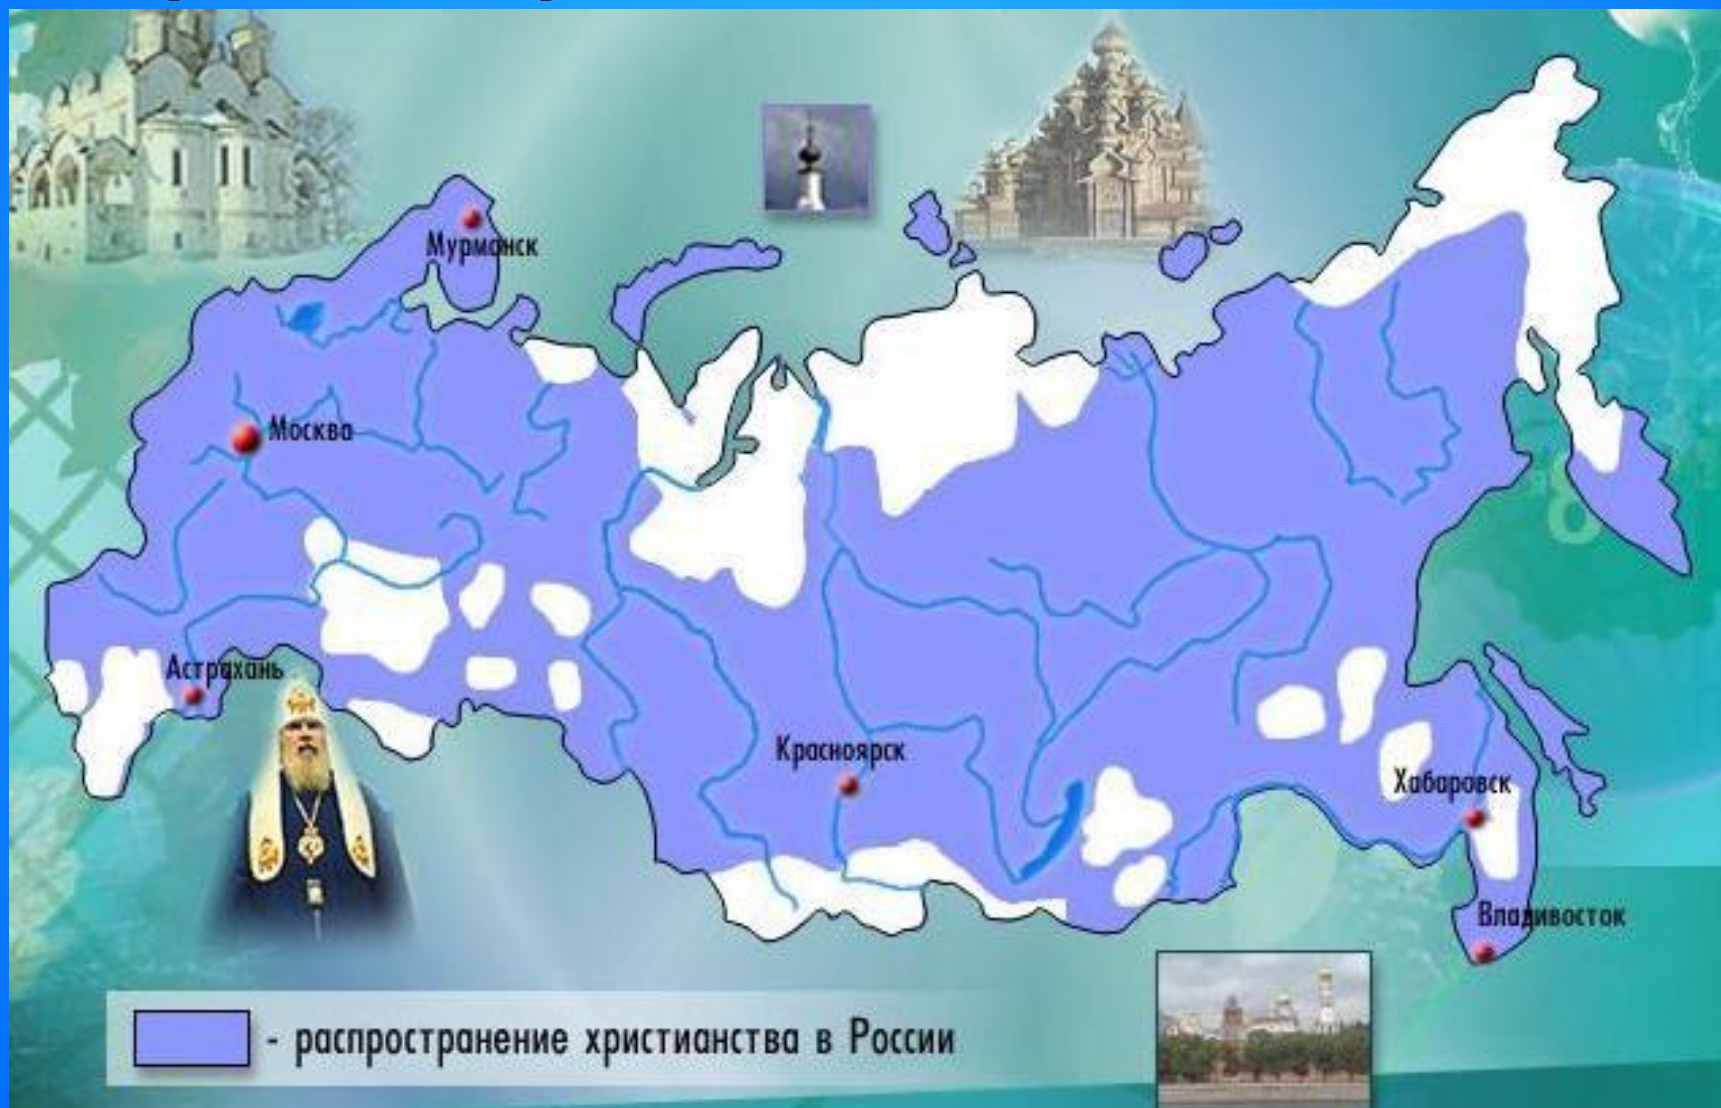 Мурманск
Москва
Астрахань
Красноярск
Хабаровск
Владивосток
- распространение христианства в России